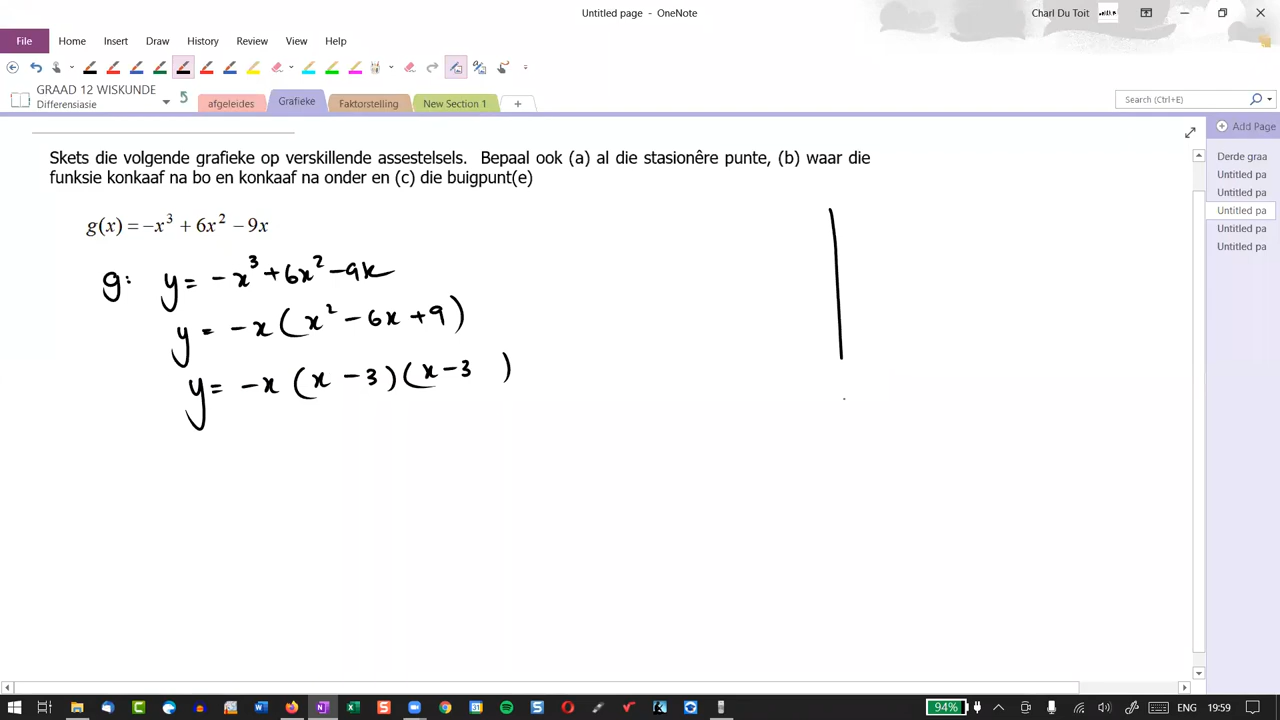 Untitled page - OneNote
Charl Du Toit
File Home Insert Draw History Review View Help
GRAAD 12 WISKUNDE
Differensiasie
afgeleides Grafieke Faktorstelling New Section 1 +
Search (Ctrl+E)
Add Page
Derde graa
Untitled pa
Untitled pa
Untitled pa
Untitled pa
Untitled pa
Skets die volgende grafieke op verskillende assestelsels. Bepaal ook (a) al die stasionêre punte, (b) waar die
funksie konkaaf na bo en konkaaf na onder en (c) die buigpunt(e)
g(x) = −x³ + 6x² − 9x
g: y = −x³ + 6x² − 9x
y = −x (x² − 6x + 9)
y = −x (x − 3)(x − 3 )
94% ENG 19:59